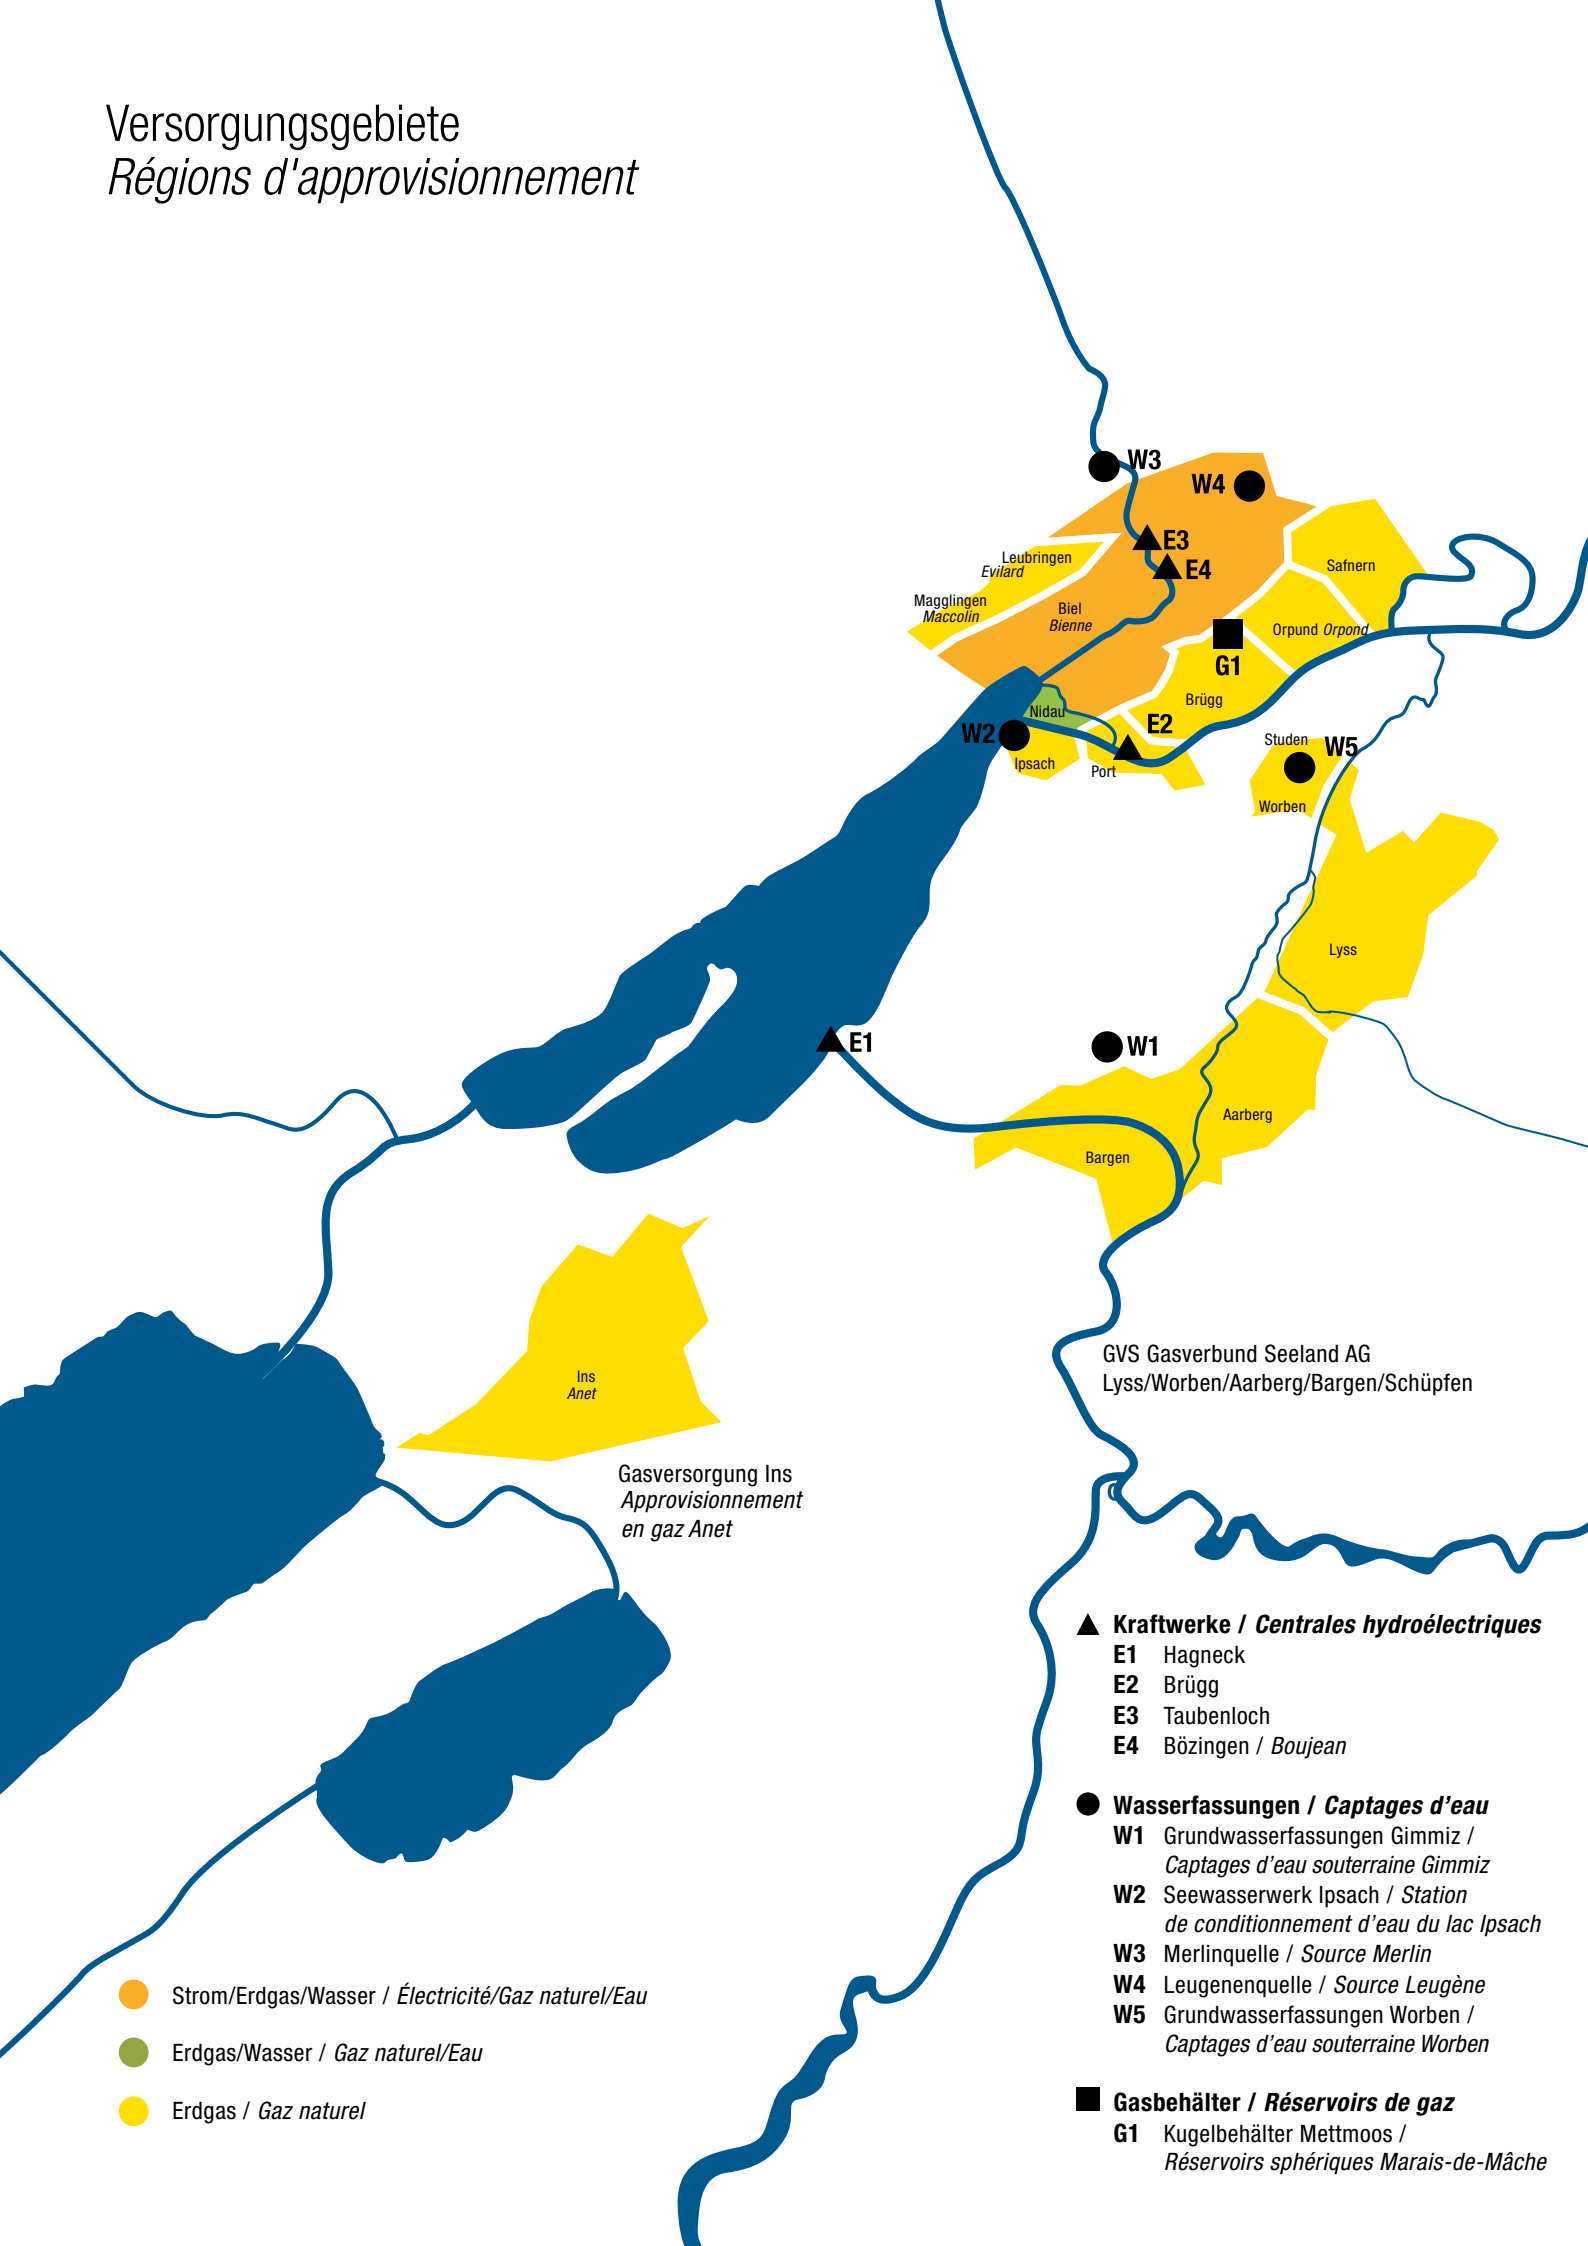 Versorgungsgebiete
Régions d'approvisionnement
W3
W4
E3
Leubringen
Evilard
E4
Safnern
Magglingen
Maccolin
Biel
Bienne
Orpund Orpond
G1
Brügg
Nidau
E2
W2
Ipsach
Port
Studen
W5
Worben
Lyss
E1
W1
Aarberg
Bargen
GVS Gasverbund Seeland AG
Lyss/Worben/Aarberg/Bargen/Schüpfen
Ins
Anet
Gasversorgung Ins
Approvisionnement
en gaz Anet
Kraftwerke / Centrales hydroélectriques
E1 Hagneck
E2 Brügg
E3 Taubenloch
E4 Bözingen / Boujean
Wasserfassungen / Captages d’eau
W1 Grundwasserfassungen Gimmiz /
Captages d’eau souterraine Gimmiz
W2 Seewasserwerk Ipsach / Station
de conditionnement d’eau du lac Ipsach
W3 Merlinquelle / Source Merlin
W4 Leugenenquelle / Source Leugène
W5 Grundwasserfassungen Worben /
Captages d’eau souterraine Worben
Gasbehälter / Réservoirs de gaz
G1 Kugelbehälter Mettmoos /
Réservoirs sphériques Marais-de-Mâche
Strom/Erdgas/Wasser / Électricité/Gaz naturel/Eau
Erdgas/Wasser / Gaz naturel/Eau
Erdgas / Gaz naturel